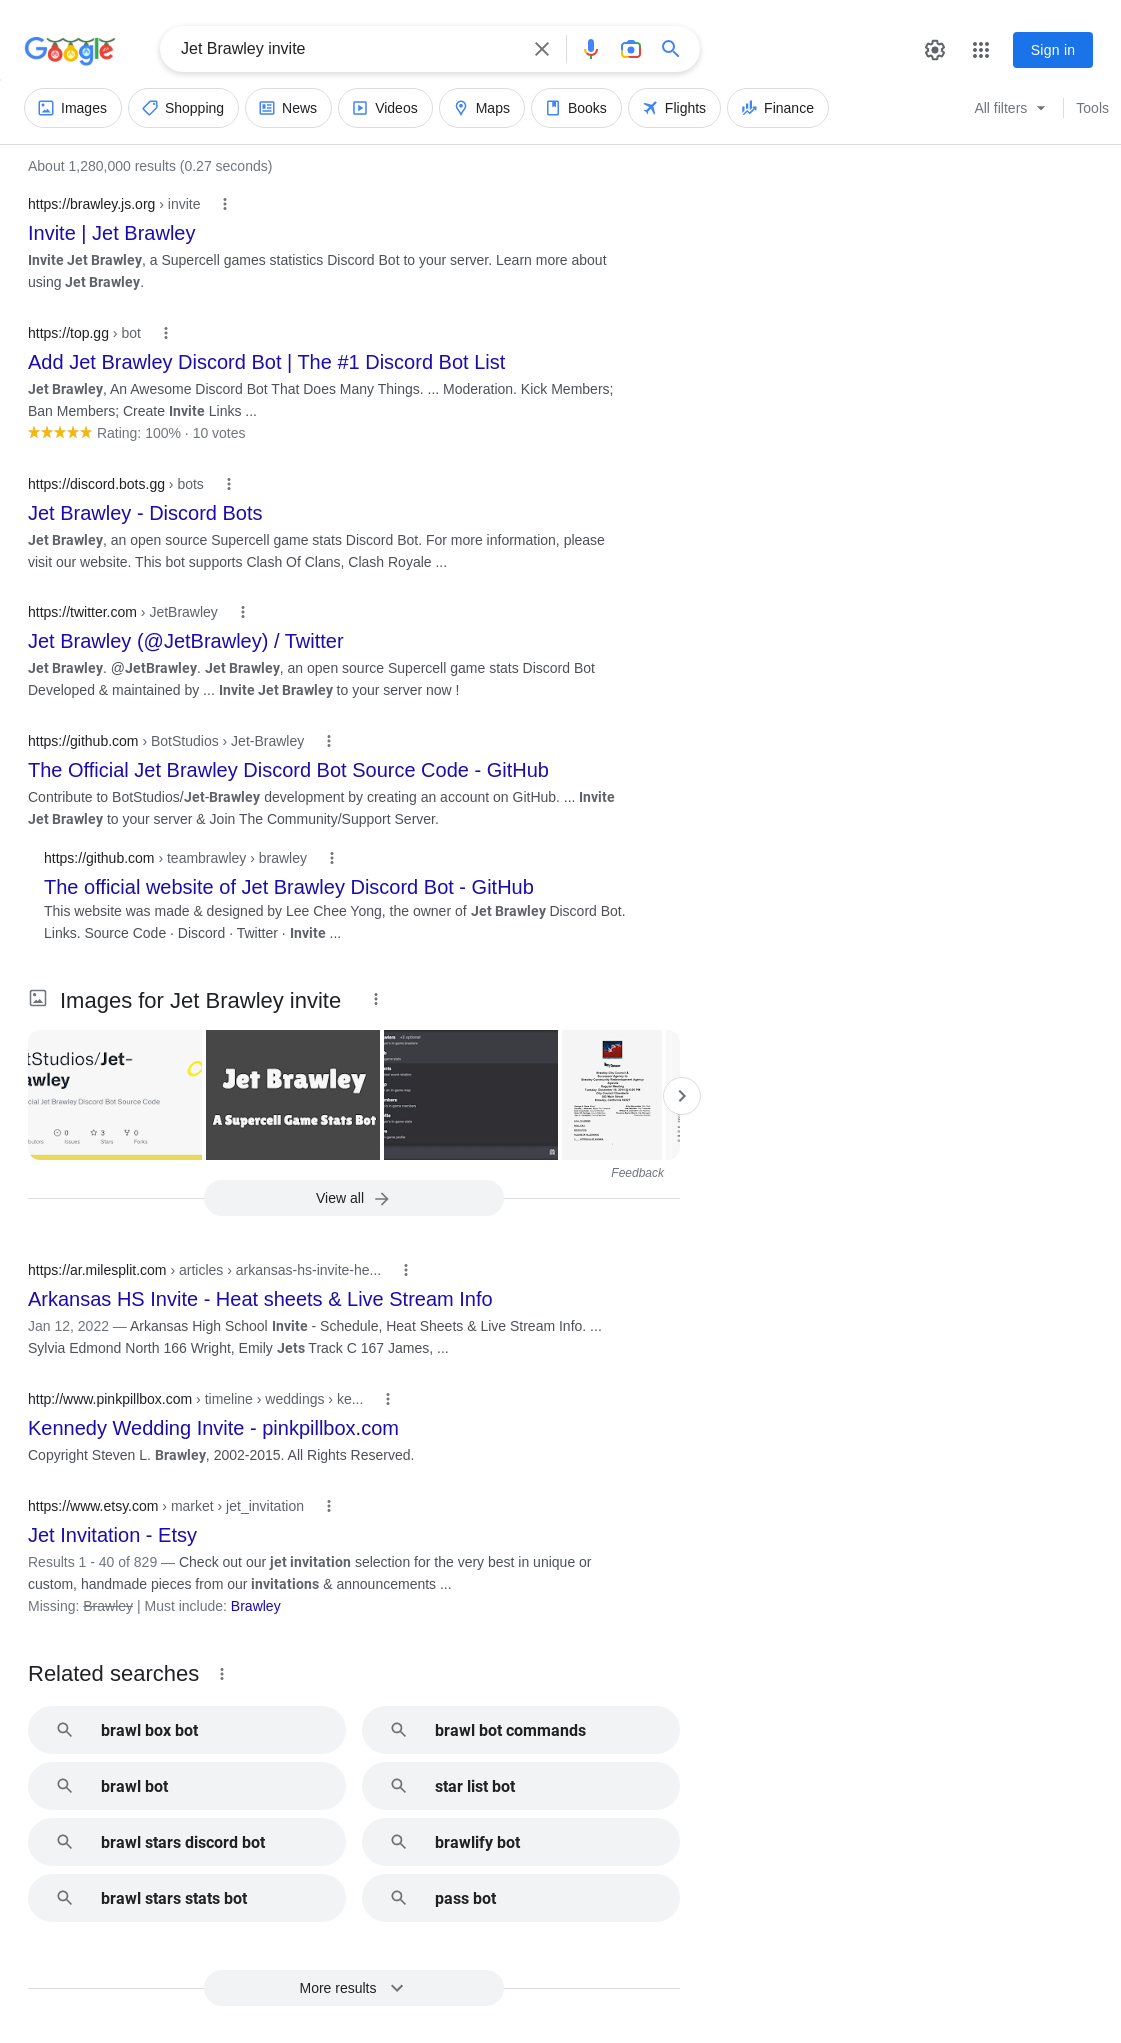 Google
Jet Brawley invite
Sign in
Images
Shopping
News
Videos
Maps
Books
Flights
Finance
All filters
Tools
About 1,280,000 results (0.27 seconds)
https://brawley.js.org › invite
Invite | Jet Brawley
Invite Jet Brawley, a Supercell games statistics Discord Bot to your server. Learn more about
using Jet Brawley.
https://top.gg › bot
Add Jet Brawley Discord Bot | The #1 Discord Bot List
Jet Brawley, An Awesome Discord Bot That Does Many Things. ... Moderation. Kick Members;
Ban Members; Create Invite Links ...
Rating: 100% · 10 votes
https://discord.bots.gg › bots
Jet Brawley - Discord Bots
Jet Brawley, an open source Supercell game stats Discord Bot. For more information, please
visit our website. This bot supports Clash Of Clans, Clash Royale ...
https://twitter.com › JetBrawley
Jet Brawley (@JetBrawley) / Twitter
Jet Brawley. @JetBrawley. Jet Brawley, an open source Supercell game stats Discord Bot
Developed & maintained by ... Invite Jet Brawley to your server now !
https://github.com › BotStudios › Jet-Brawley
The Official Jet Brawley Discord Bot Source Code - GitHub
Contribute to BotStudios/Jet-Brawley development by creating an account on GitHub. ... Invite
Jet Brawley to your server & Join The Community/Support Server.
https://github.com › teambrawley › brawley
The official website of Jet Brawley Discord Bot - GitHub
This website was made & designed by Lee Chee Yong, the owner of Jet Brawley Discord Bot.
Links. Source Code · Discord · Twitter · Invite ...
Images for Jet Brawley invite
tStudios/Jet-
awley
cial Jet Brawley Discord Bot Source Code
0
3
0
Issues
Stars
Forks
Jet Brawley
A Supercell Game Stats Bot
Feedback
View all
https://ar.milesplit.com › articles › arkansas-hs-invite-he...
Arkansas HS Invite - Heat sheets & Live Stream Info
Jan 12, 2022 — Arkansas High School Invite - Schedule, Heat Sheets & Live Stream Info. ...
Sylvia Edmond North 166 Wright, Emily Jets Track C 167 James, ...
http://www.pinkpillbox.com › timeline › weddings › ke...
Kennedy Wedding Invite - pinkpillbox.com
Copyright Steven L. Brawley, 2002-2015. All Rights Reserved.
https://www.etsy.com › market › jet_invitation
Jet Invitation - Etsy
Results 1 - 40 of 829 — Check out our jet invitation selection for the very best in unique or
custom, handmade pieces from our invitations & announcements ...
Missing: Brawley | Must include: Brawley
Related searches
brawl box bot
brawl bot commands
brawl bot
star list bot
brawl stars discord bot
brawlify bot
brawl stars stats bot
pass bot
More results